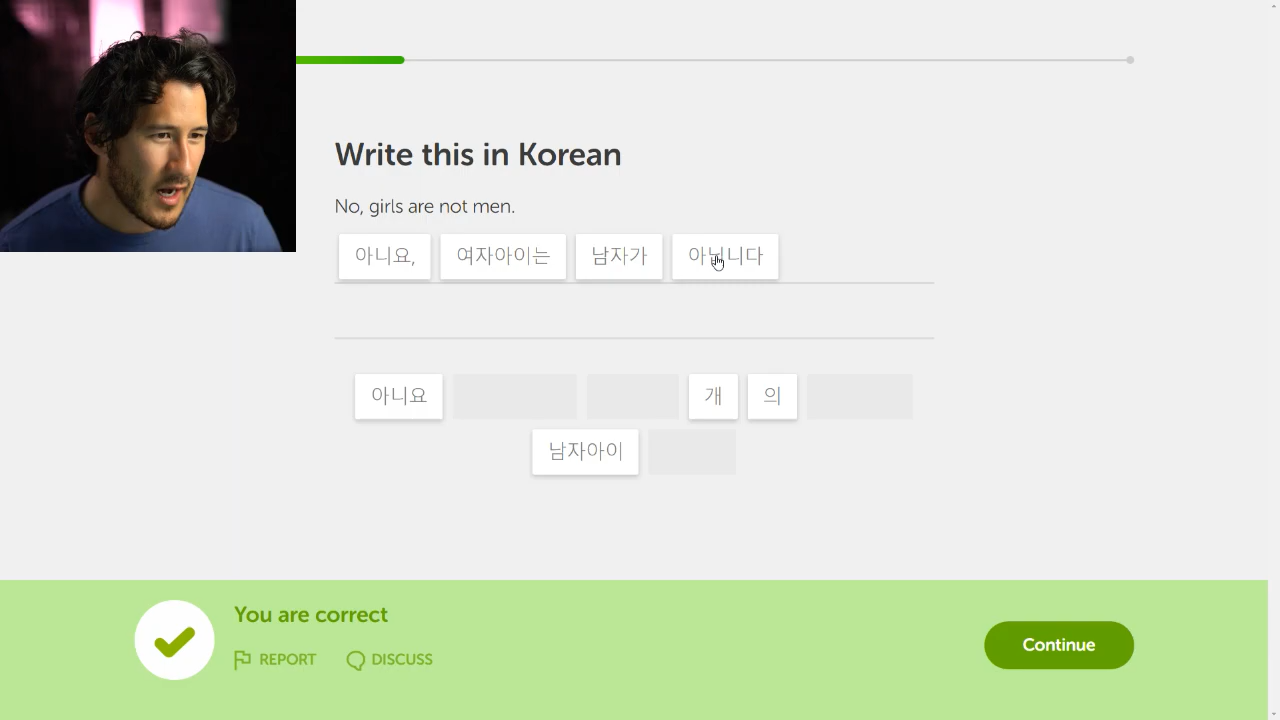 Write this in Korean
No, girls are not men.
아니요, 여자아이는 남자가 아닙니다
아니요 개 의
남자아이
You are correct
REPORT DISCUSS
Continue